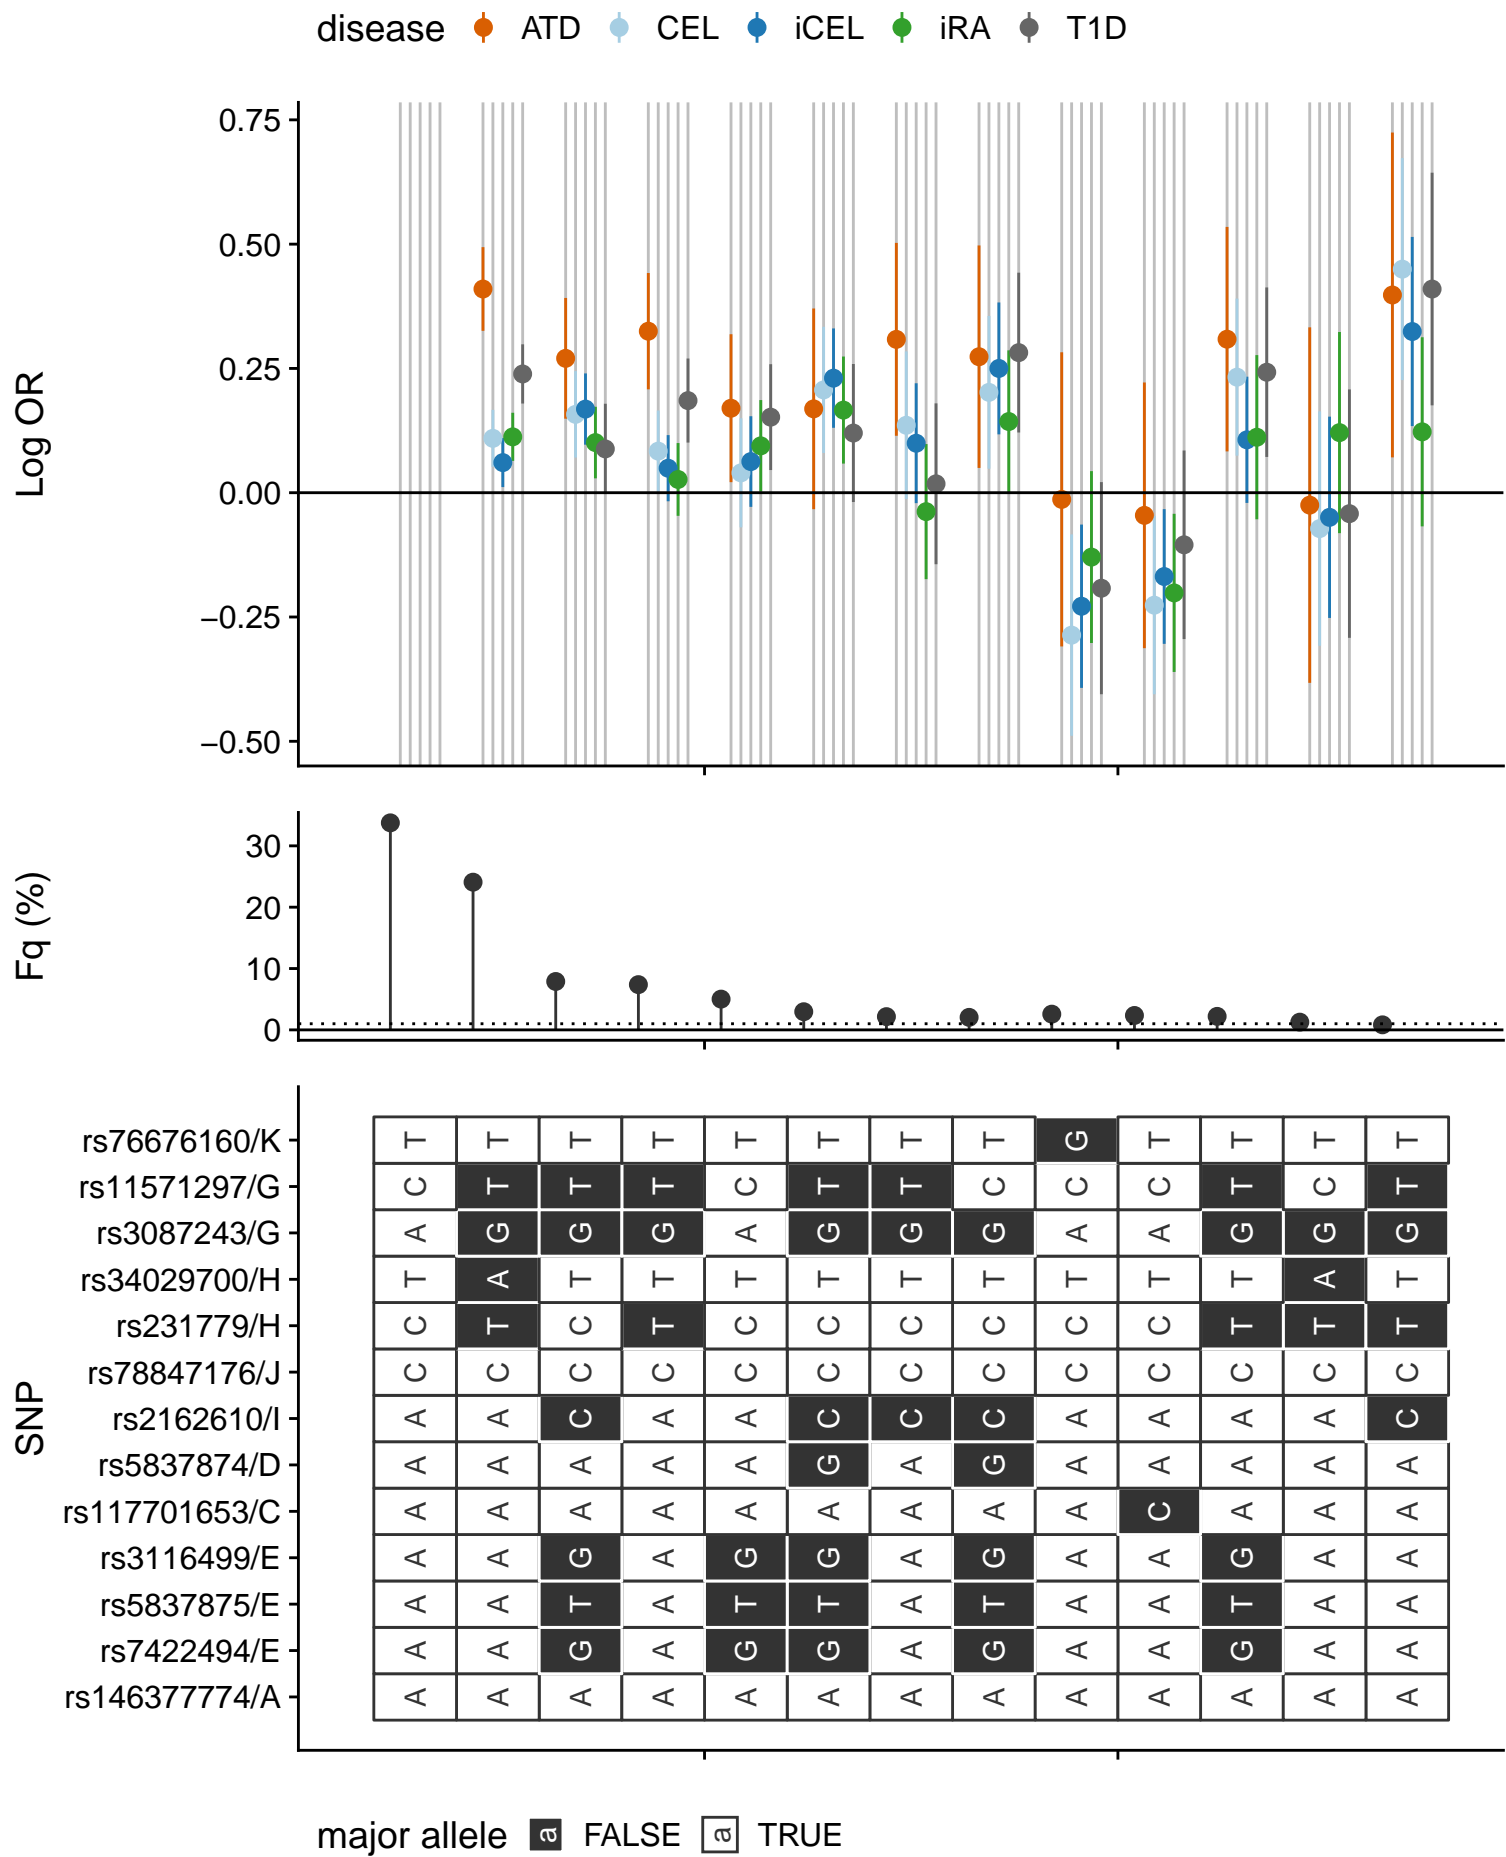 disease ATD CEL iCEL iRA T1D
Log OR
0.75
0.50
0.25
0.00
−0.25
−0.50
Fq (%)
30
20
10
0
SNP
rs76676160/K T T T T T T T T G T T T T
rs11571297/G C T T T C T T C C C T C T
rs3087243/G A G G G A G G G A A G G G
rs34029700/H T A T T T T T T T T T A T
rs231779/H C T C T C C C C C C T T T
rs78847176/J C C C C C C C C C C C C C
rs2162610/I A A C A A C C C A A A A C
rs5837874/D A A A A A G A G A A A A A
rs117701653/C A A A A A A A A A C A A A
rs3116499/E A A G A G G A G A A G A A
rs5837875/E A A T A T T A T A A T A A
rs7422494/E A A G A G G A G A A G A A
rs146377774/A A A A A A A A A A A A A A
major allele a FALSE a TRUE